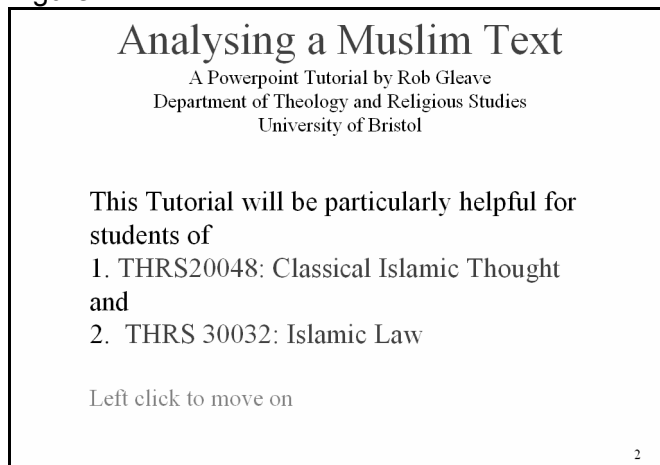 Analysing a Muslim Text
A Powerpoint Tutorial by Rob Gleave
Department of Theology and Religious Studies
University of Bristol
This Tutorial will be particularly helpful for
students of
1. THRS20048: Classical Islamic Thought
and
2. THRS 30032: Islamic Law
Left click to move on
2